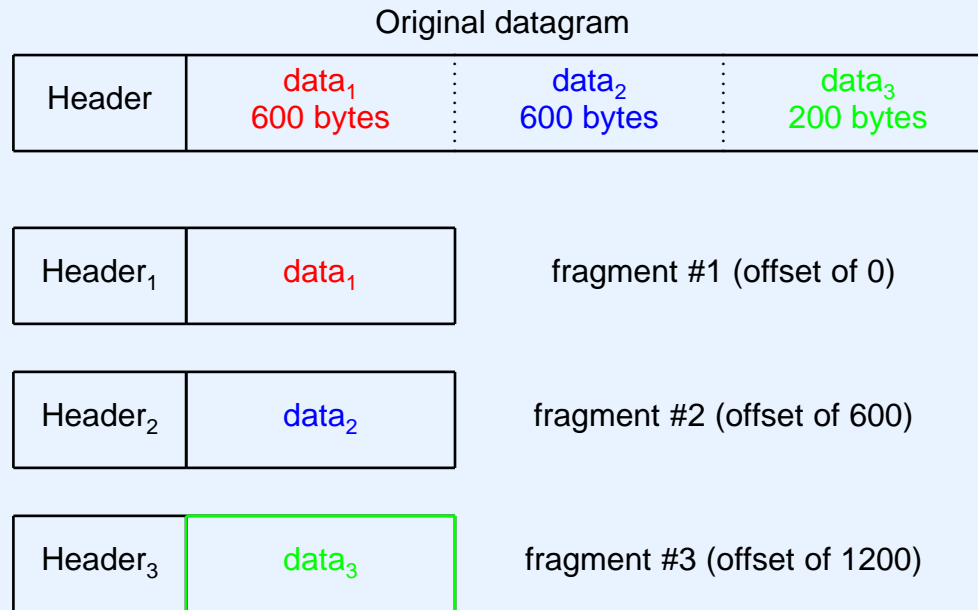 Original datagram
Header
data₁
600 bytes
data₂
600 bytes
data₃
200 bytes
Header₁
data₁
fragment #1 (offset of 0)
Header₂
data₂
fragment #2 (offset of 600)
Header₃
data₃
fragment #3 (offset of 1200)